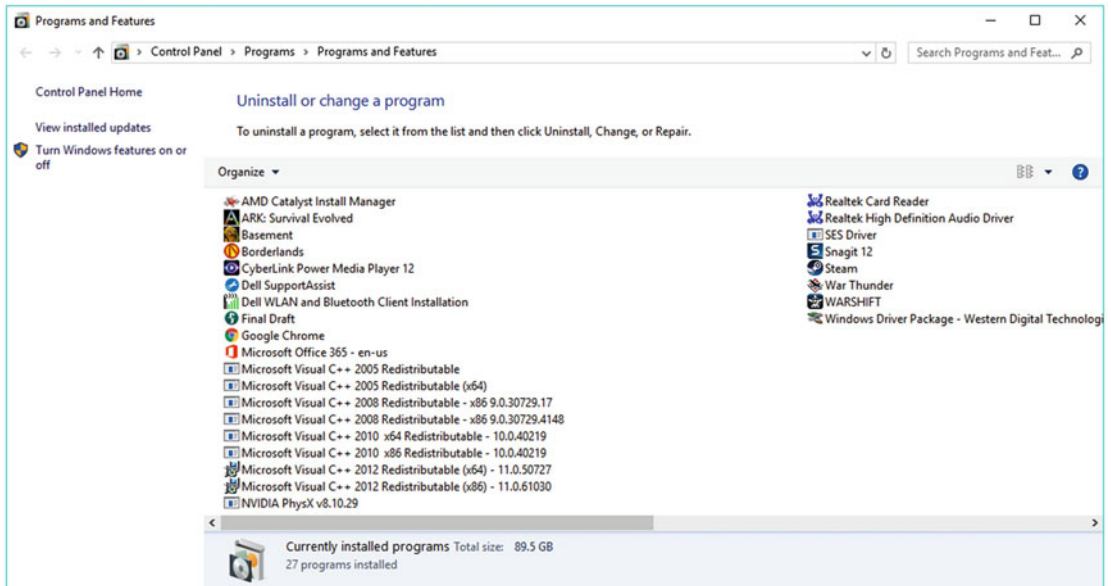 Programs and Features
Control Panel > Programs > Programs and Features
Search Programs and Feat...
Control Panel Home
View installed updates
Turn Windows features on or
off
Uninstall or change a program
To uninstall a program, select it from the list and then click Uninstall, Change, or Repair.
Organize
AMD Catalyst Install Manager
ARK: Survival Evolved
Basement
Borderlands
CyberLink Power Media Player 12
Dell SupportAssist
Dell WLAN and Bluetooth Client Installation
Final Draft
Google Chrome
Microsoft Office 365 - en-us
Microsoft Visual C++ 2005 Redistributable
Microsoft Visual C++ 2005 Redistributable (x64)
Microsoft Visual C++ 2008 Redistributable - x86 9.0.30729.17
Microsoft Visual C++ 2008 Redistributable - x86 9.0.30729.4148
Microsoft Visual C++ 2010 x64 Redistributable - 10.0.40219
Microsoft Visual C++ 2010 x86 Redistributable - 10.0.40219
Microsoft Visual C++ 2012 Redistributable (x64) - 11.0.50727
Microsoft Visual C++ 2012 Redistributable (x86) - 11.0.61030
NVIDIA PhysX v8.10.29
Realtek Card Reader
Realtek High Definition Audio Driver
SES Driver
Snagit 12
Steam
War Thunder
WARSHIFT
Windows Driver Package - Western Digital Technologi
Currently installed programs Total size: 89.5 GB
27 programs installed